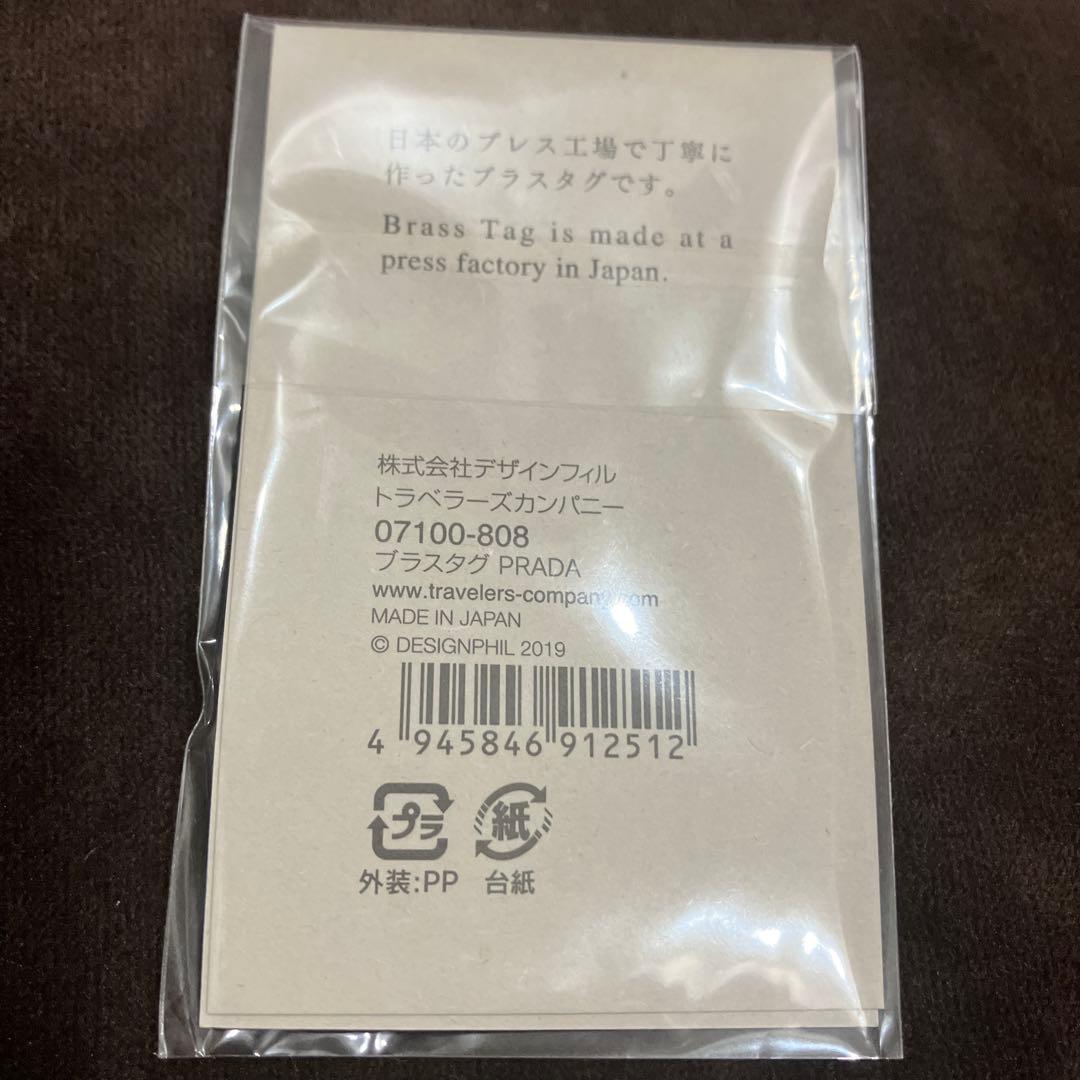 日本のプレス工場で丁寧に
作ったブラスタグです。
Brass Tag is made at a
press factory in Japan.
株式会社デザインフィル
トラベラーズカンパニー
07100-808
ブラスタグ PRADA
www.travelers-company.com
MADE IN JAPAN
© DESIGNPHIL 2019
4 945846 912512
プラ 紙
外装:PP 台紙